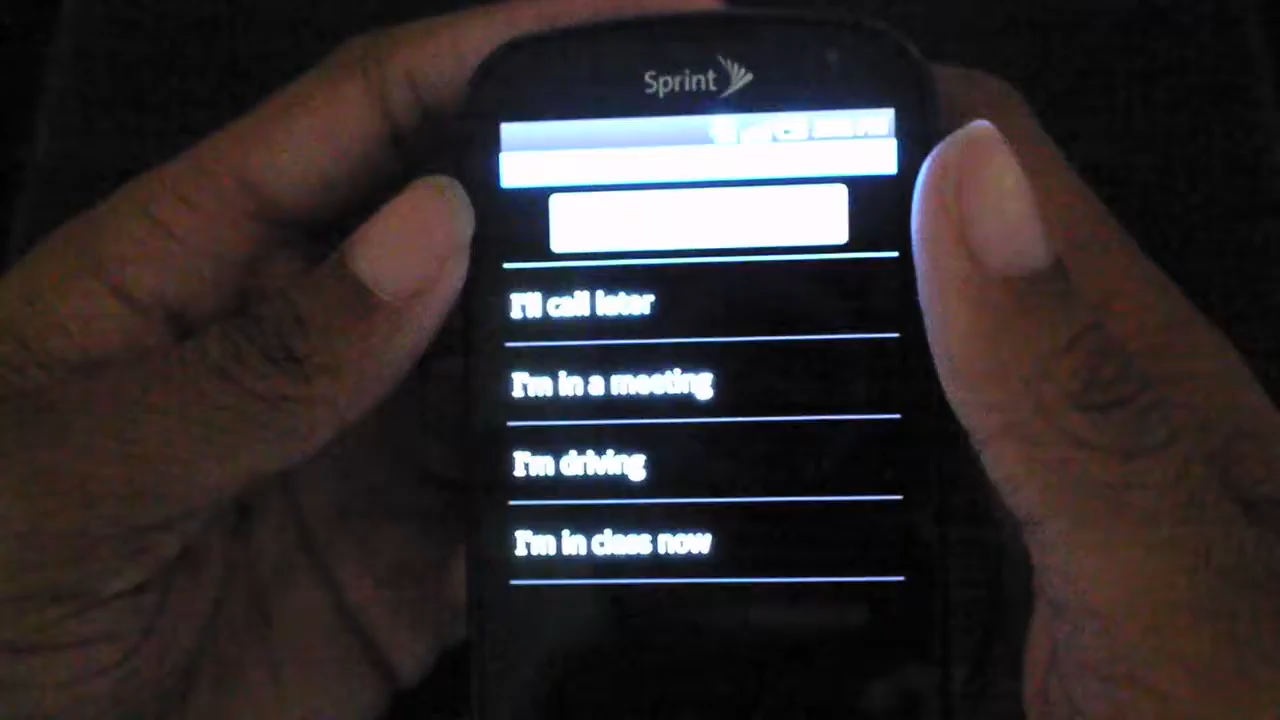 Sprint
I'll call later
I'm in a meeting
I'm driving
I'm in class now